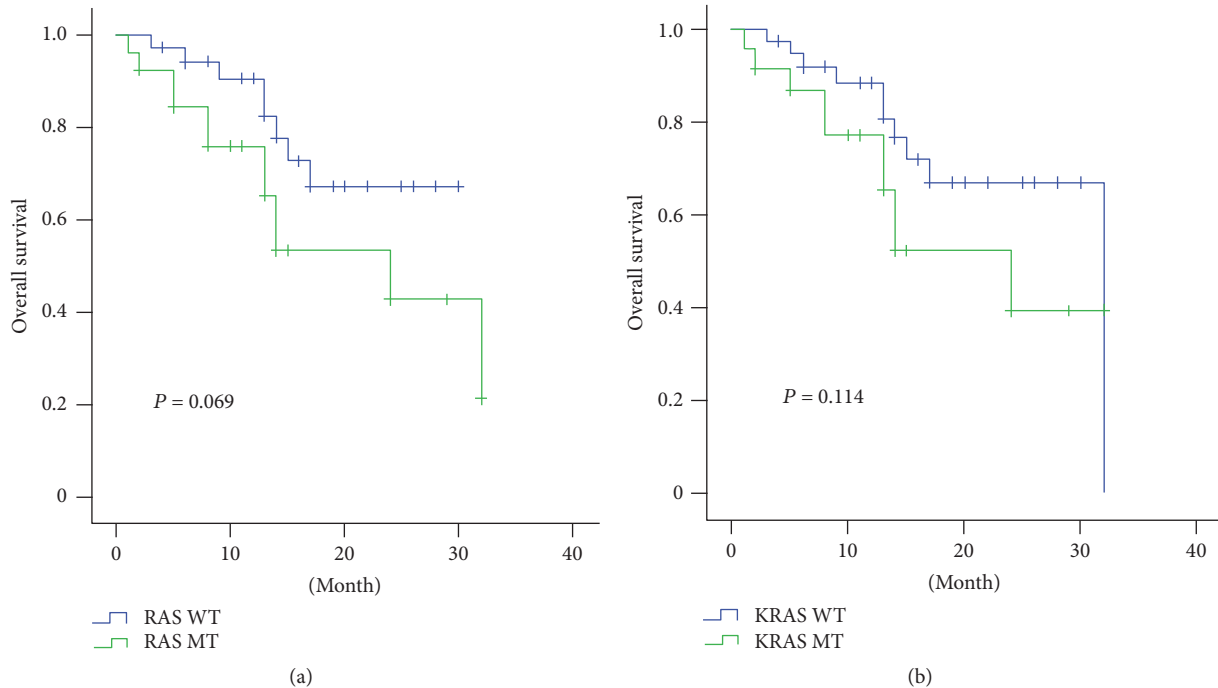 1.0
0.8
0.6
0.4
0.2
0
Overall survival
P = 0.069
0 10 20 30 40
(Month)
RAS WT
RAS MT
(a)
1.0
0.8
0.6
0.4
0.2
0
Overall survival
P = 0.114
0 10 20 30 40
(Month)
KRAS WT
KRAS MT
(b)